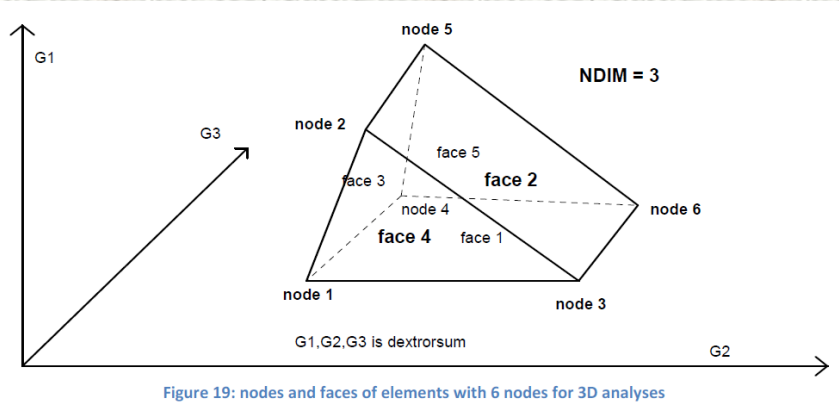 node 5
G1
NDIM = 3
node 2
G3
face 5
face 3
face 2
node 4
node 6
face 4
face 1
node 1
node 3
G1,G2,G3 is dextrorsum
G2
Figure 19: nodes and faces of elements with 6 nodes for 3D analyses